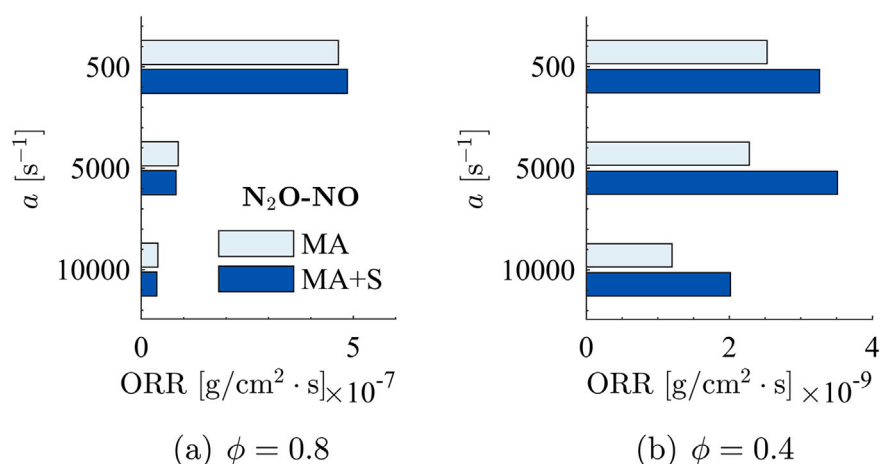 500
5000
10000
a [s⁻¹]
N₂O-NO
MA
MA+S
0
5
ORR [g/cm² · s]
×10⁻⁷
(a) ϕ = 0.8
500
5000
10000
a [s⁻¹]
0
2
4
ORR [g/cm² · s]
×10⁻⁹
(b) ϕ = 0.4